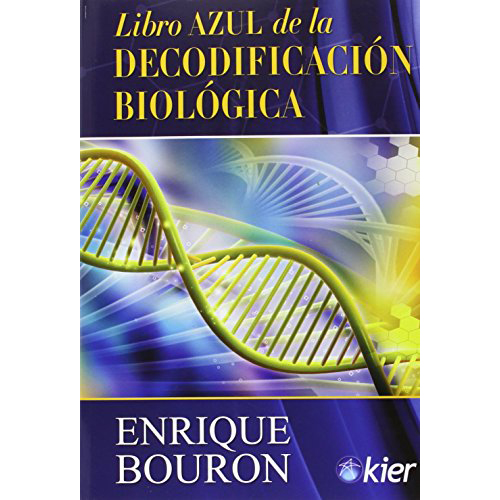 Libro AZUL de la
DECODIFICACIÓN
BIOLÓGICA
ENRIQUE
BOURON
kier